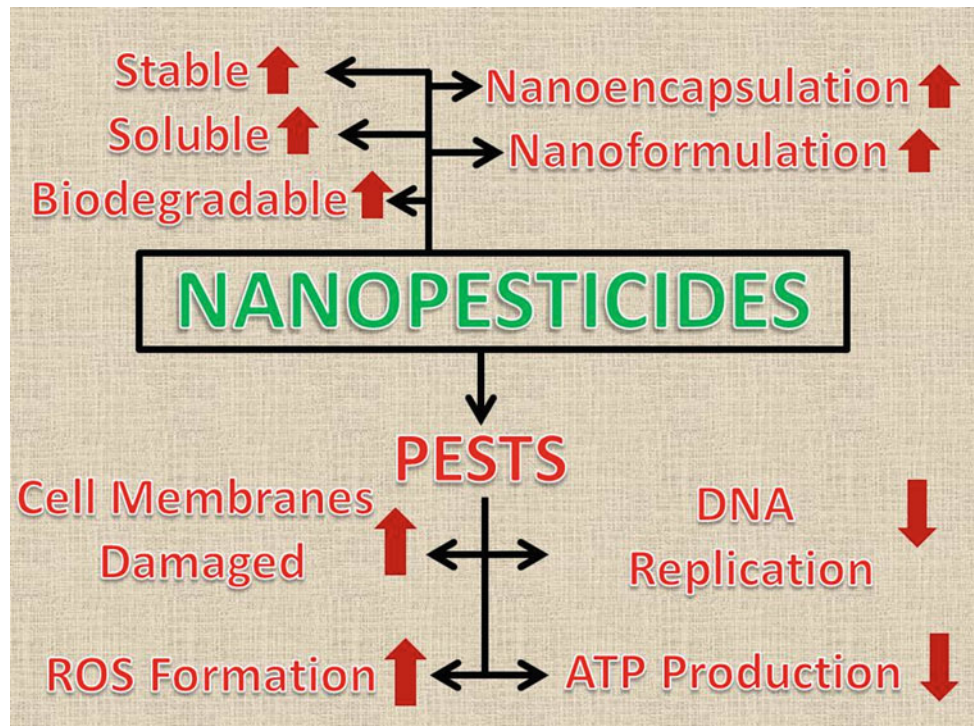 Stable
Soluble
Biodegradable
Nanoencapsulation
Nanoformulation
NANOPESTICIDES
PESTS
Cell Membranes
Damaged
DNA
Replication
ROS Formation
ATP Production